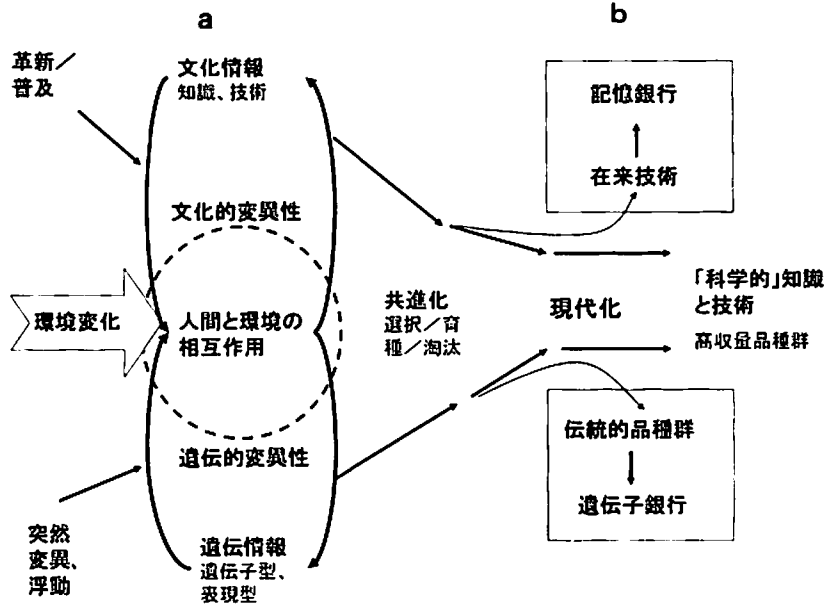 a
b
革新／
普及
文化情報
知識、技術
記憶銀行
在来技術
文化的変異性
環境変化
人間と環境の
相互作用
共進化
選択／育
種／淘汰
現代化
「科学的」知識
と技術
高収量品種群
遺伝的変異性
伝統的品種群
遺伝子銀行
突然
変異、
浮動
遺伝情報
遺伝子型、
表現型